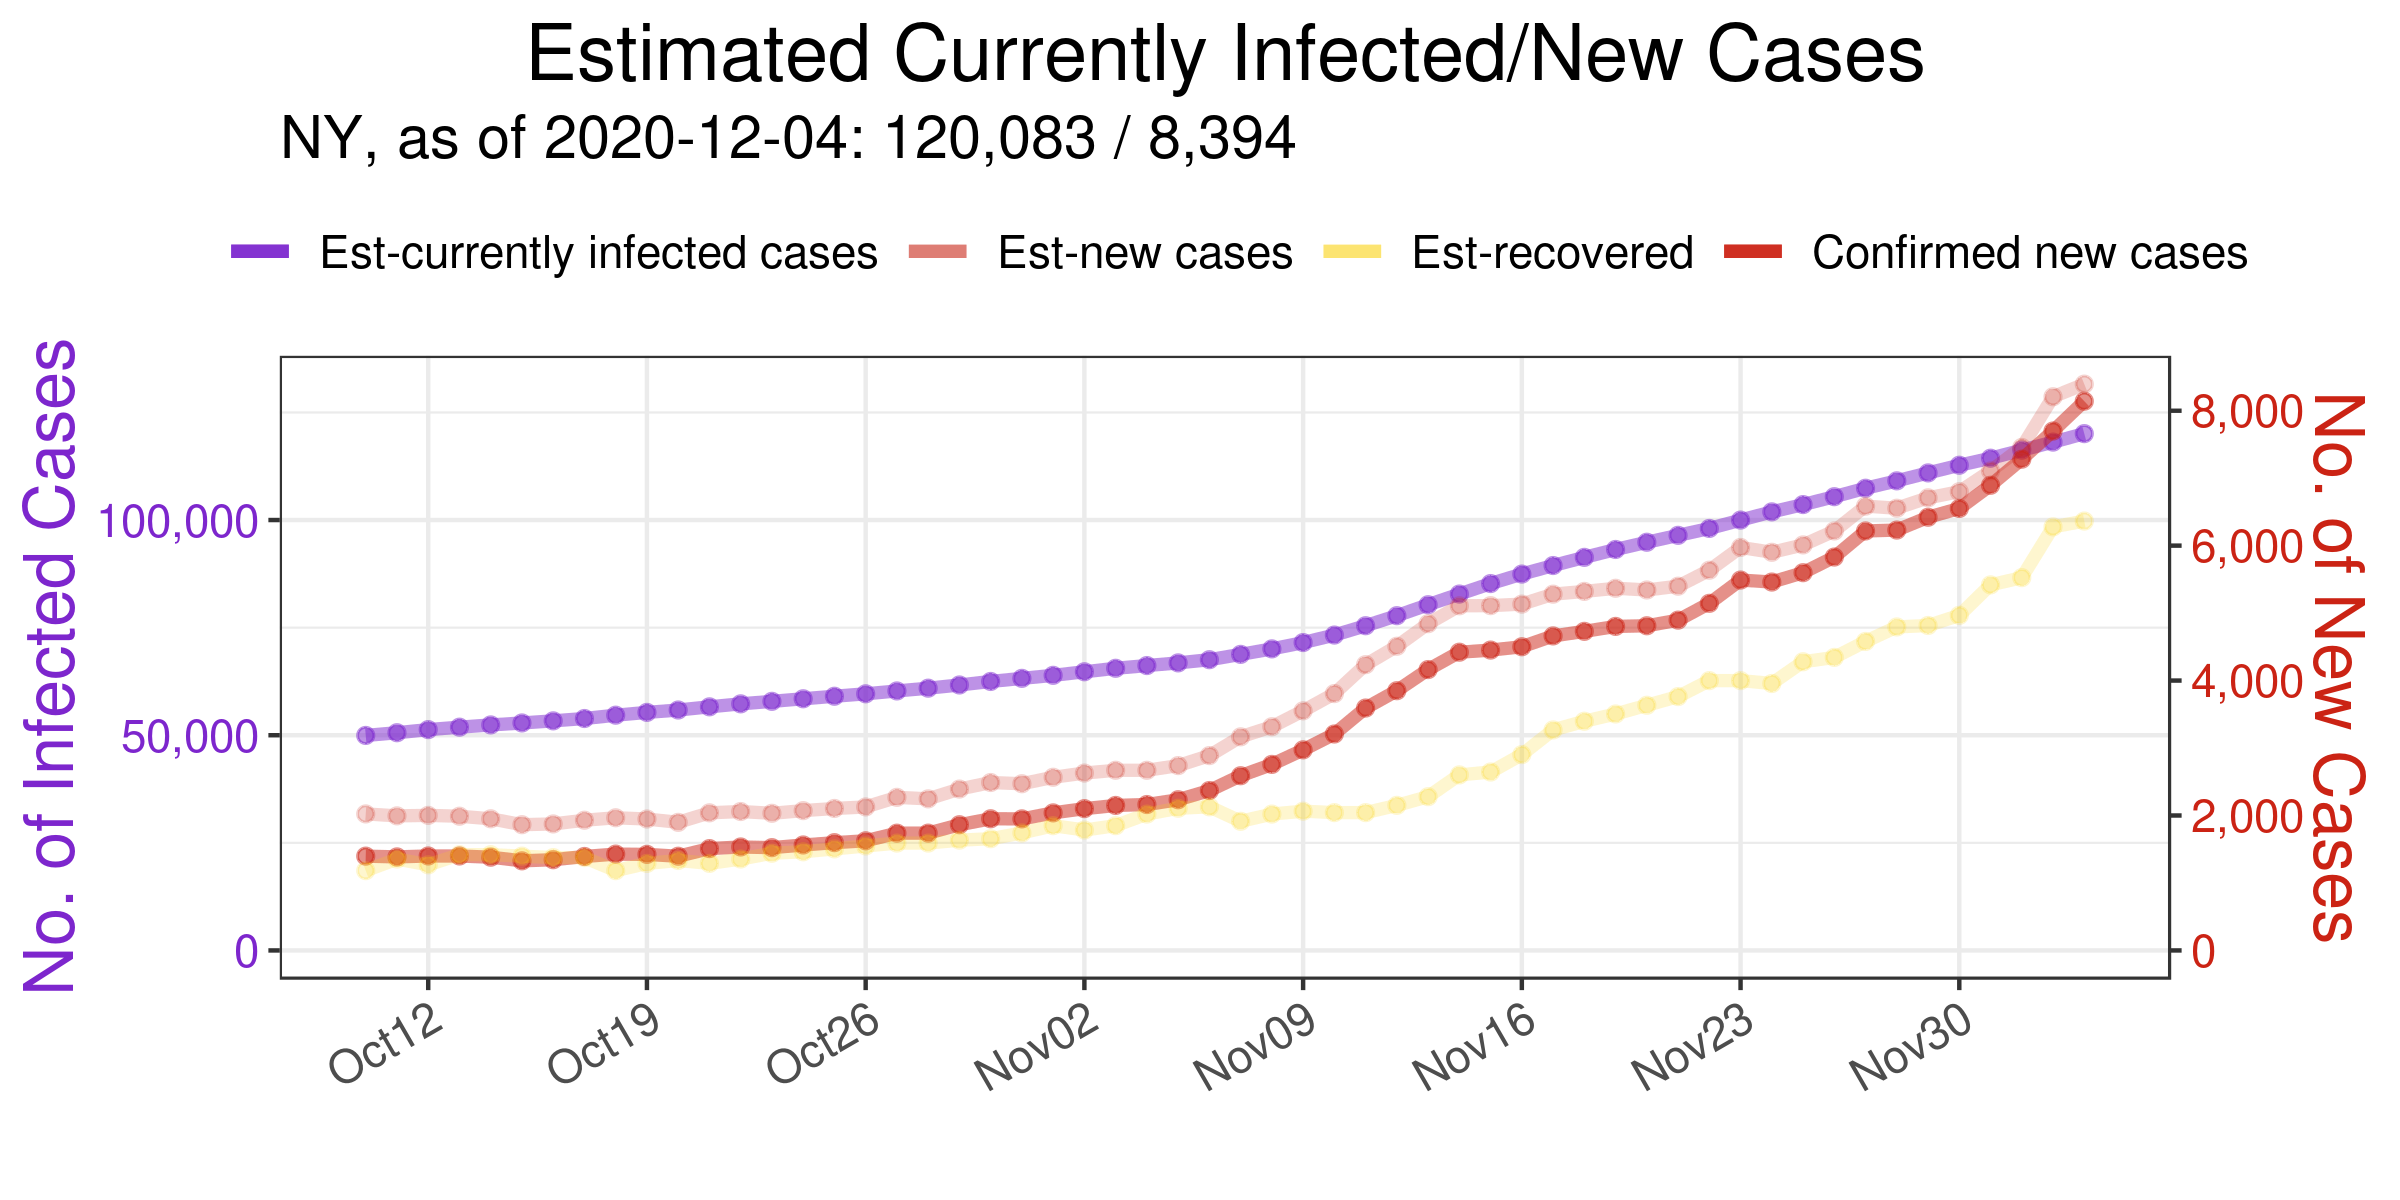 Estimated Currently Infected/New Cases
NY, as of 2020-12-04: 120,083 / 8,394
Est-currently infected cases Est-new cases Est-recovered Confirmed new cases
No. of Infected Cases
100,000
50,000
0
8,000
6,000
4,000
2,000
0
No. of New Cases
Oct12 Oct19 Oct26 Nov02 Nov09 Nov16 Nov23 Nov30